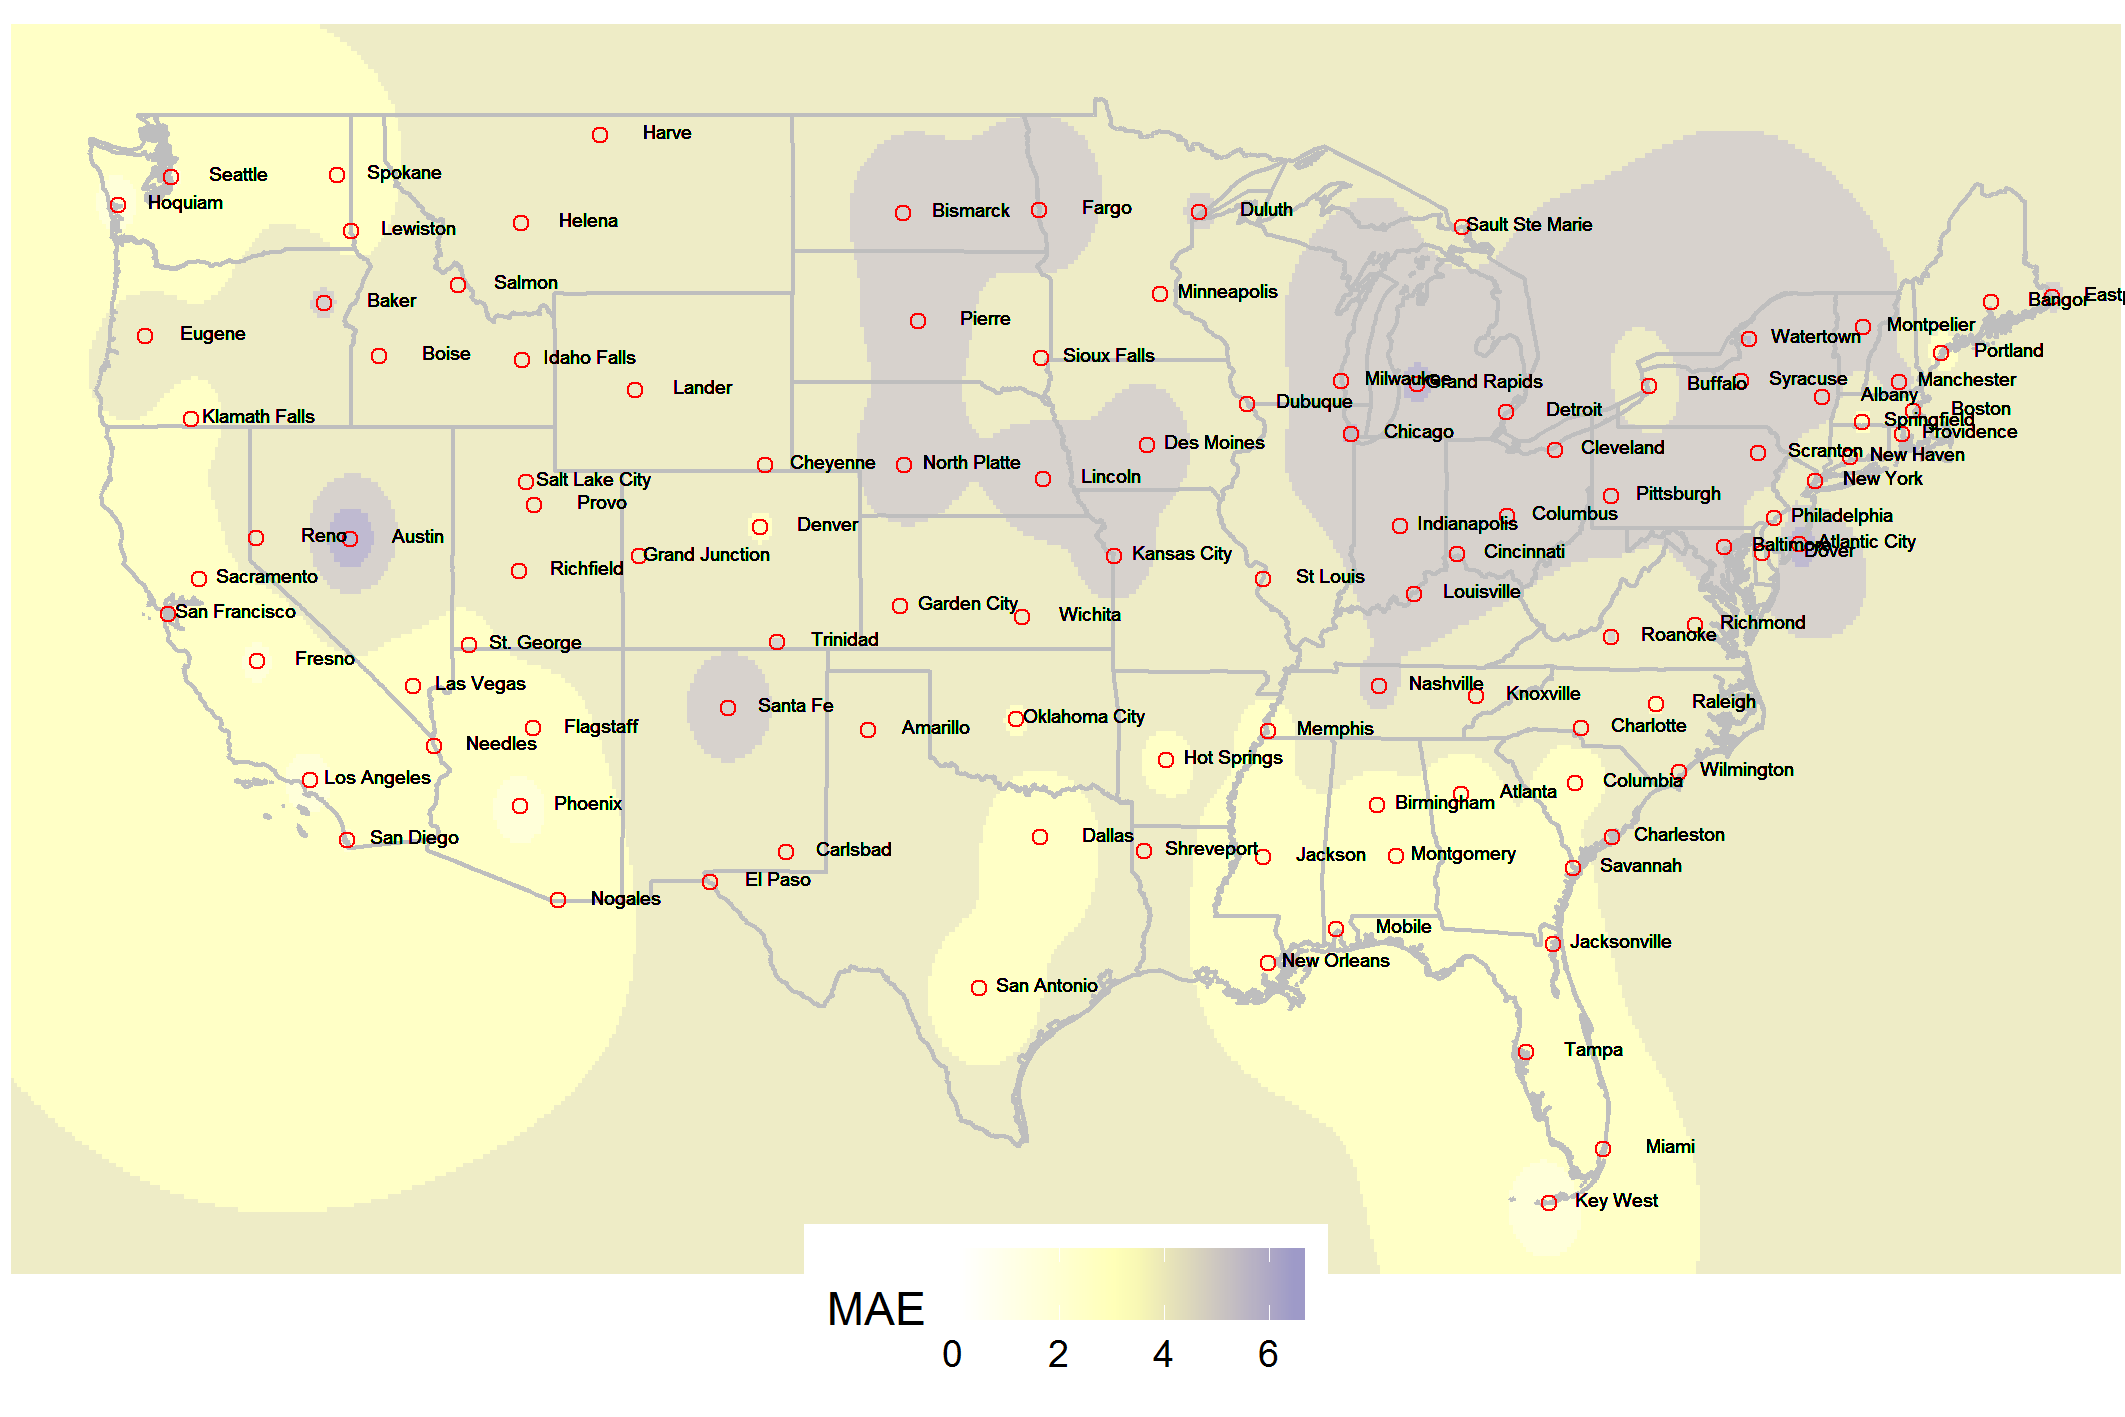 Harve
Seattle
Spokane
Hoquiam
Bismarck
Fargo
Duluth
Helena
Lewiston
Sault Ste Marie
Salmon
Minneapolis
Baker
Bangor
Eastp
Pierre
Montpelier
Eugene
Watertown
Boise
Idaho Falls
Sioux Falls
Portland
Lander
Milwaukee
Grand Rapids
Buffalo
Syracuse
Manchester
Albany
Dubuque
Detroit
Boston
Klamath Falls
Springfield
Chicago
Providence
Des Moines
Cleveland
Scranton
New Haven
Cheyenne
North Platte
Salt Lake City
Lincoln
New York
Provo
Pittsburgh
Denver
Indianapolis
Columbus
Philadelphia
Reno
Austin
Atlantic City
Baltimore
Dover
Grand Junction
Kansas City
Cincinnati
Richfield
Sacramento
St Louis
Louisville
San Francisco
Garden City
Wichita
Richmond
St. George
Trinidad
Roanoke
Fresno
Las Vegas
Nashville
Knoxville
Santa Fe
Raleigh
Oklahoma City
Flagstaff
Amarillo
Memphis
Charlotte
Needles
Hot Springs
Los Angeles
Wilmington
Phoenix
Birmingham
Atlanta
Columbia
San Diego
Dallas
Charleston
Carlsbad
Shreveport
Jackson
Montgomery
El Paso
Savannah
Nogales
Mobile
Jacksonville
New Orleans
San Antonio
Tampa
Miami
Key West
MAE
0 2 4 6